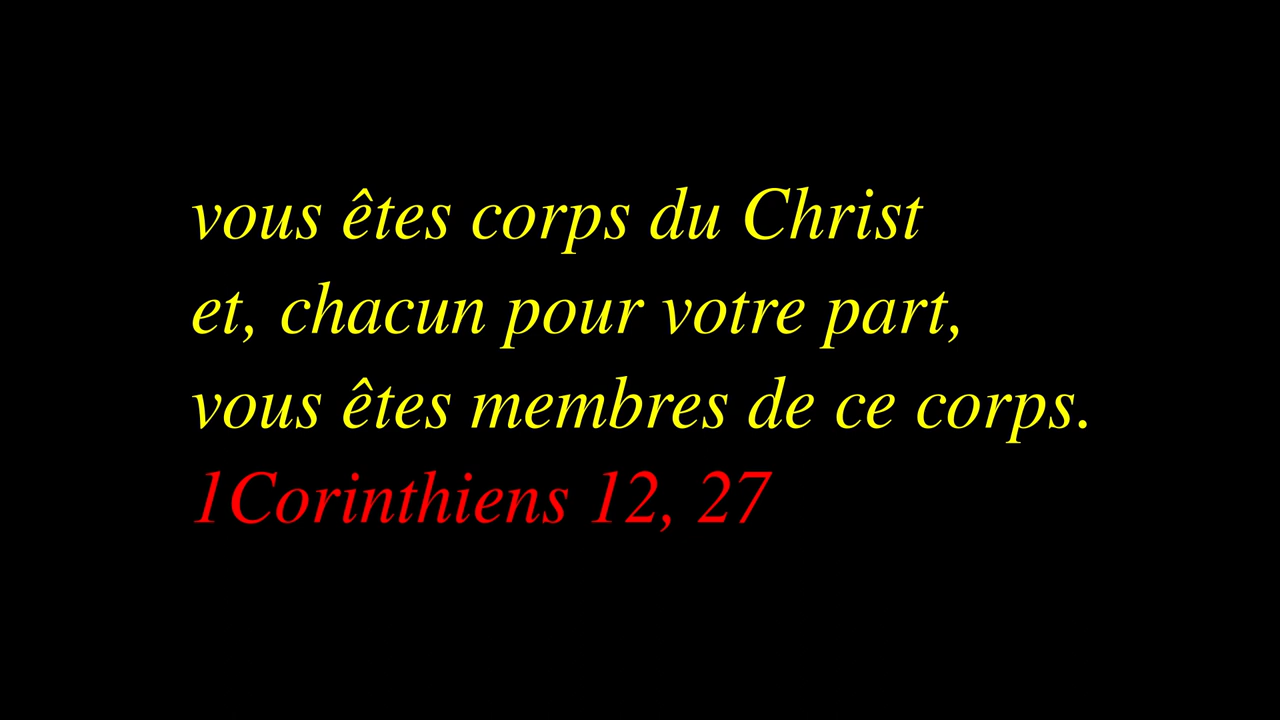 vous êtes corps du Christ
et, chacun pour votre part,
vous êtes membres de ce corps.
1Corinthiens 12, 27